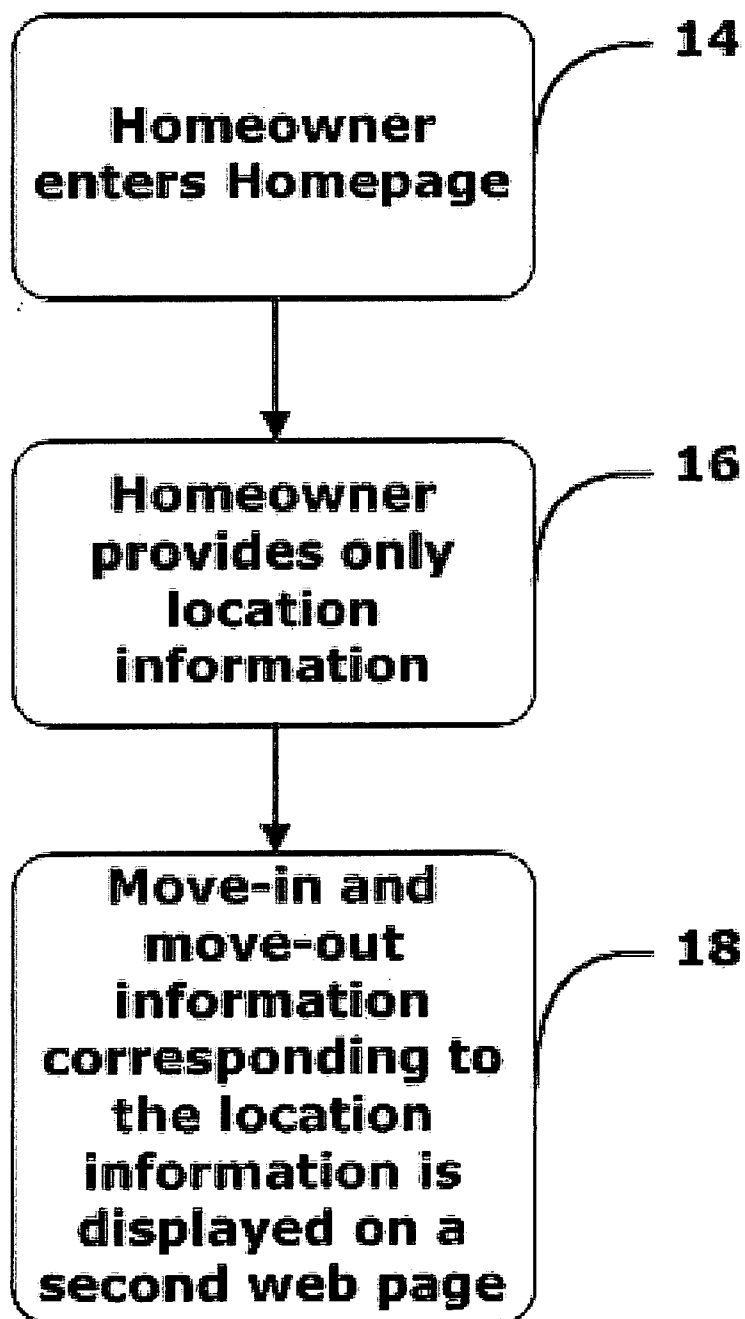 14
Homeowner
enters Homepage
16
Homeowner
provides only
location
information
18
Move-in and
move-out
information
corresponding to
the location
information is
displayed on a
second web page